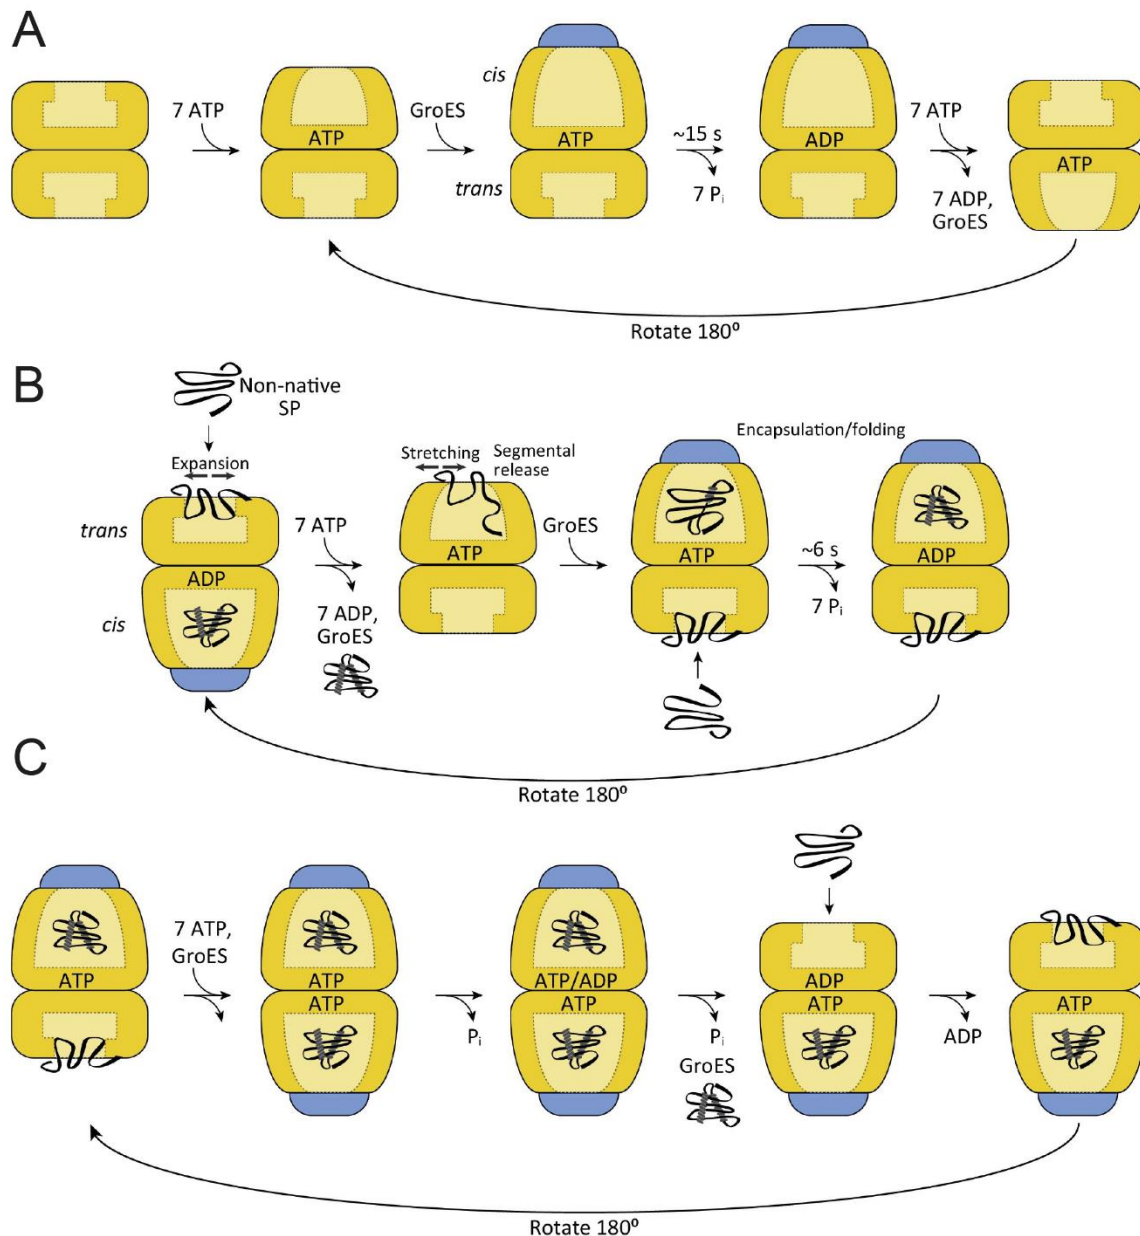 A
7 ATP
ATP
GroES
cis
trans
ATP
~15 s
7 Pi
ADP
7 ATP
7 ADP,
GroES
ATP
Rotate 180⁰
B
Non-native
SP
Expansion
trans
cis
ADP
7 ATP
7 ADP,
GroES
Stretching
Segmental
release
ATP
GroES
Encapsulation/folding
ATP
~6 s
7 Pi
ADP
Rotate 180⁰
C
ATP
7 ATP,
GroES
ATP
ATP
Pi
ATP/ADP
ATP
Pi
GroES
ADP
ATP
ADP
ATP
Rotate 180⁰